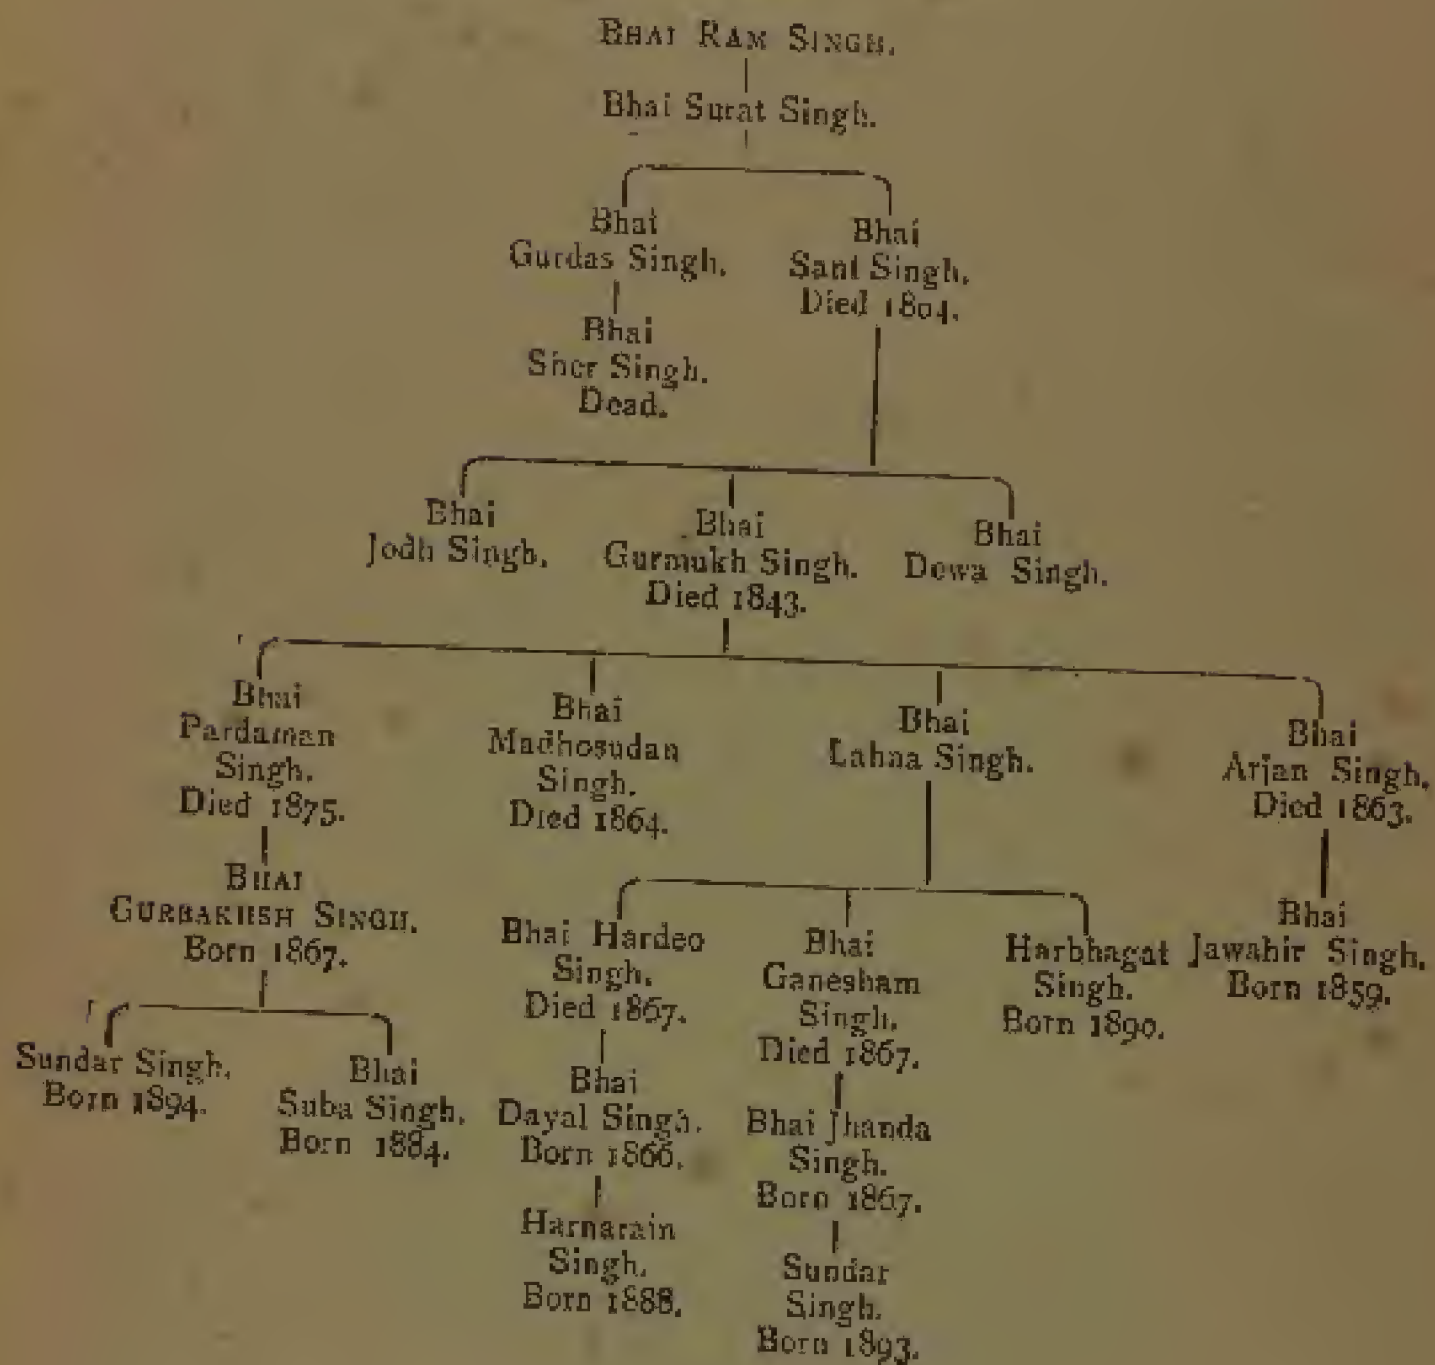 BHAI RAM SINGH.
Bhai Surat Singh.
Bhai
Gurdas Singh.
Bhai
Sant Singh.
Died 1804.
Bhai
Sher Singh.
Dead.
Bhai
Jodh Singh.
Bhai
Gurmukh Singh.
Died 1843.
Bhai
Dewa Singh.
Bhai
Pardaman
Singh.
Died 1875.
Bhai
Madhosudan
Singh.
Died 1864.
Bhai
Lahna Singh.
Bhai
Arjan Singh.
Died 1863.
BHAI
GURBAKHSH SINGH.
Born 1867.
Bhai Hardeo
Singh.
Died 1867.
Bhai
Ganesham
Singh.
Died 1867.
Harbhagat
Singh.
Born 1890.
Bhai
Jawahir Singh.
Born 1859.
Sundar Singh.
Born 1894.
Bhai
Suba Singh.
Born 1884.
Bhai
Dayal Singh.
Born 1866.
Bhai Jhanda
Singh.
Born 1867.
Harnarain
Singh.
Born 1888.
Sundar
Singh.
Born 1893.